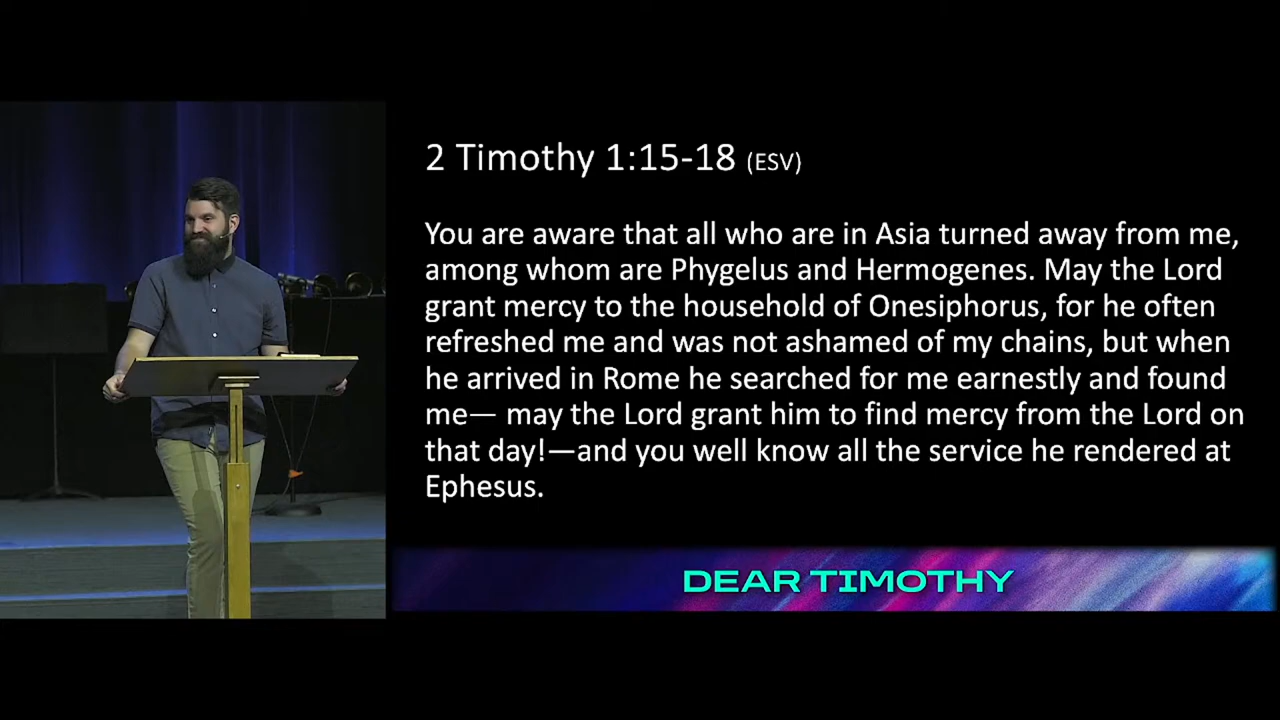 2 Timothy 1:15-18 (ESV)
You are aware that all who are in Asia turned away from me,
among whom are Phygelus and Hermogenes. May the Lord
grant mercy to the household of Onesiphorus, for he often
refreshed me and was not ashamed of my chains, but when
he arrived in Rome he searched for me earnestly and found
me— may the Lord grant him to find mercy from the Lord on
that day!—and you well know all the service he rendered at
Ephesus.
DEAR TIMOTHY